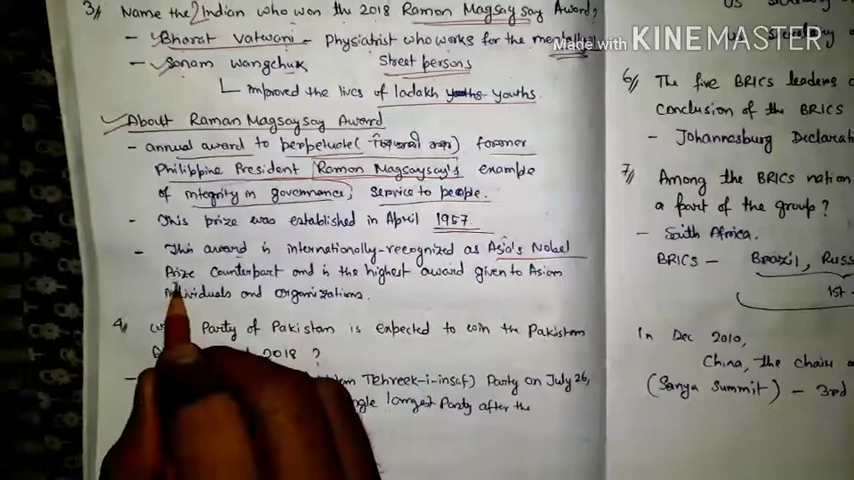 3) Name the 2 Indian who won the 2018 Ramon Magsaysay Award?
- Bharat Vatwani - Physiatrist who works for the mentally
street persons
- Sonam wangchuk
improved the lives of ladakh youths
About Raman Magsaysay Award
- annual award to perpetuate ( ) former
Philippine President Ramon Magsaysay's example
of integrity in governance, service to people.
- This prize was established in April 1957.
- This award is internationally-recognized as Asia's Nobel
Prize counterpart and is the highest award given to Asian
individuals and organizations.
4) Party of Pakistan is expected to win the Pakistan
2018 ?
Tehreek-i-insaf) Party on July 26,
largest Party after the
US
US secretary
6) The five BRICS leaders
conclusion of the BRICS
- Johannesburg Declarati
7) Among the BRICS nation
a part of the group?
- South Africa.
BRICS - Brazil, Russ
1st -
In Dec 2010,
China, the chair
(Sanya Summit) - 3rd
Made with KINEMASTER